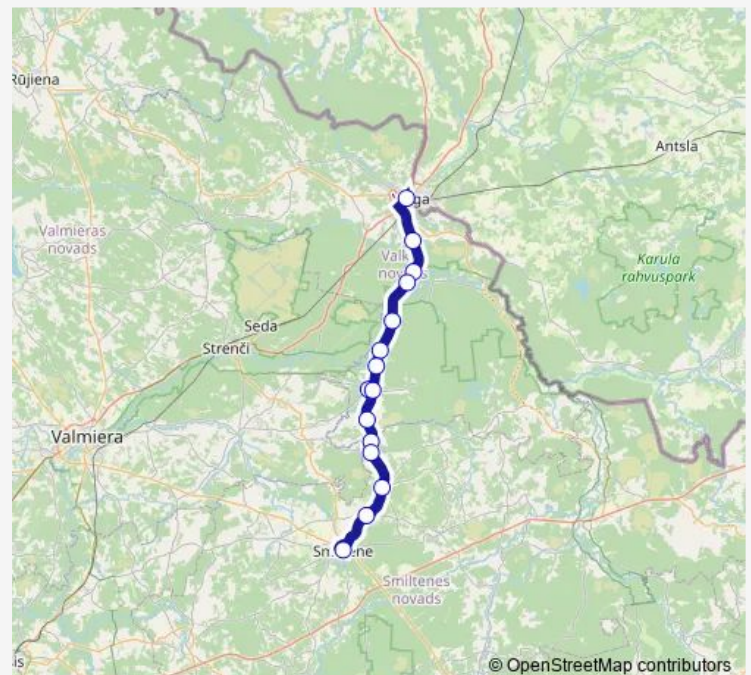 Rūjiena
Antsla
Valmieras
novads
Karula
rahvuspark
Seda
Strenči
Valmiera
Smiltenes
novads
© OpenStreetMap contributors